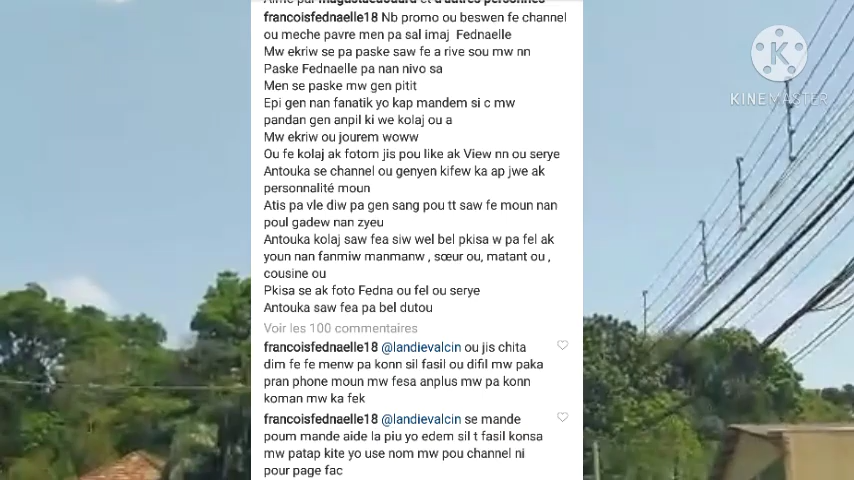 Aimé par magastaedouard et d'autres personnes
francoisfednaelle18 Nb promo ou beswen fe channel
ou meche pavre men pa sal imaj Fednaelle
Mw ekriw se pa paske saw fe a rive sou mw nn
Paske Fednaelle pa nan nivo sa
Men se paske mw gen pitit
Epi gen nan fanatik yo kap mandem si c mw
pandan gen anpil ki we kolaj ou a
Mw ekriw ou jourem woww
Ou fe kolaj ak fotom jis pou like ak View nn ou serye
Antouka se channel ou genyen kifew ka ap jwe ak
personnalité moun
Atis pa vle diw pa gen sang pou tt saw fe moun nan
poul gadew nan zyeu
Antouka kolaj saw fea siw wel bel pkisa w pa fel ak
youn nan fanmiw manmanw , sœur ou, matant ou ,
cousine ou
Pkisa se ak foto Fedna ou fel ou serye
Antouka saw fea pa bel dutou
Voir les 100 commentaires
francoisfednaelle18 @landievalcin ou jis chita
dim fe fe menw pa konn sil fasil ou difil mw paka
pran phone moun mw fesa anplus mw pa konn
koman mw ka fek
francoisfednaelle18 @landievalcin se mande
poum mande aide la piu yo edem sil t fasil konsa
mw patap kite yo use nom mw pou channel ni
pour page fac
KINEMASTER